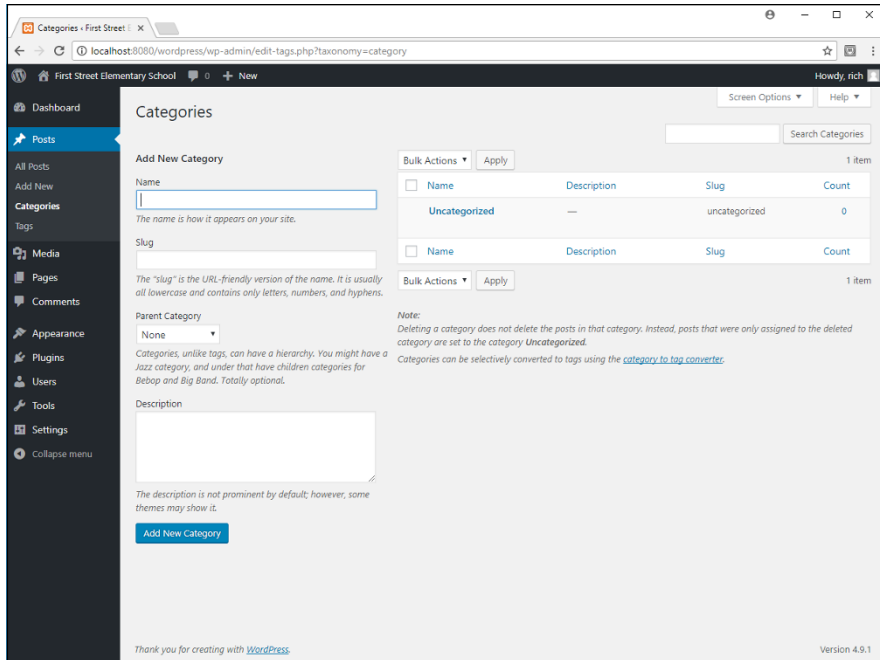 Categories ‹ First Street E
localhost:8080/wordpress/wp-admin/edit-tags.php?taxonomy=category
First Street Elementary School 0 + New Howdy, rich
Screen Options ▼ Help ▼
Dashboard
Posts
All Posts
Add New
Categories
Tags
Media
Pages
Comments
Appearance
Plugins
Users
Tools
Settings
Collapse menu
Categories
Search Categories
Add New Category
Name
The name is how it appears on your site.
Slug
The "slug" is the URL-friendly version of the name. It is usually
all lowercase and contains only letters, numbers, and hyphens.
Parent Category
None
Categories, unlike tags, can have a hierarchy. You might have a
Jazz category, and under that have children categories for
Bebop and Big Band. Totally optional.
Description
The description is not prominent by default; however, some
themes may show it.
Add New Category
Bulk Actions Apply 1 item
Name Description Slug Count
Uncategorized — uncategorized 0
Name Description Slug Count
Bulk Actions Apply 1 item
Note:
Deleting a category does not delete the posts in that category. Instead, posts that were only assigned to the deleted
category are set to the category Uncategorized.
Categories can be selectively converted to tags using the category to tag converter.
Thank you for creating with WordPress. Version 4.9.1